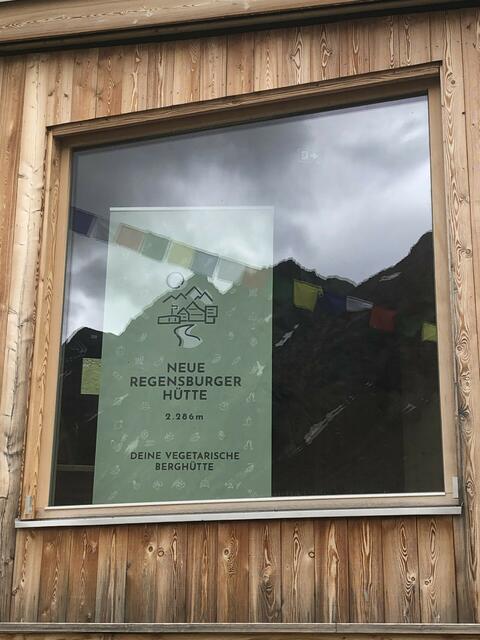 NEUE
REGENSBURGER
HÜTTE
2.286m
DEINE VEGETARISCHE
BERGHÜTTE